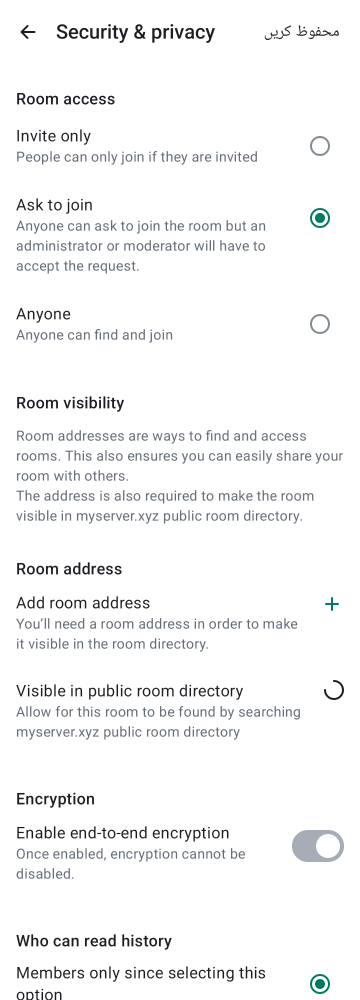 Security & privacy
محفوظ کریں
Room access
Invite only
People can only join if they are invited
Ask to join
Anyone can ask to join the room but an
administrator or moderator will have to
accept the request.
Anyone
Anyone can find and join
Room visibility
Room addresses are ways to find and access
rooms. This also ensures you can easily share your
room with others.
The address is also required to make the room
visible in myserver.xyz public room directory.
Room address
Add room address
You'll need a room address in order to make
it visible in the room directory.
Visible in public room directory
Allow for this room to be found by searching
myserver.xyz public room directory
Encryption
Enable end-to-end encryption
Once enabled, encryption cannot be
disabled.
Who can read history
Members only since selecting this
option